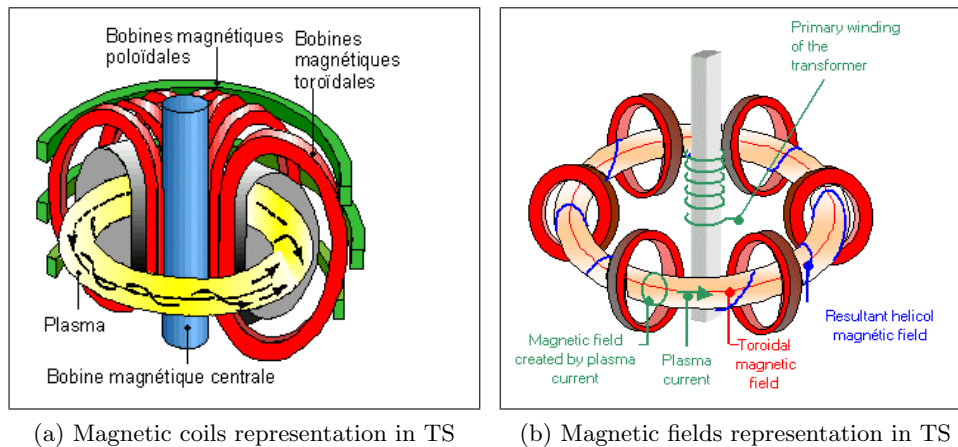 Bobines magnétiques
poloïdales
Bobines
magnétiques
toroïdales
Plasma
Bobine magnétique centrale
(a) Magnetic coils representation in TS
Primary winding
of the
transformer
Resultant helicol
magnétic field
Magnetic field
created by plasma
current
Plasma
current
Toroidal
magnetic
field
(b) Magnetic fields representation in TS